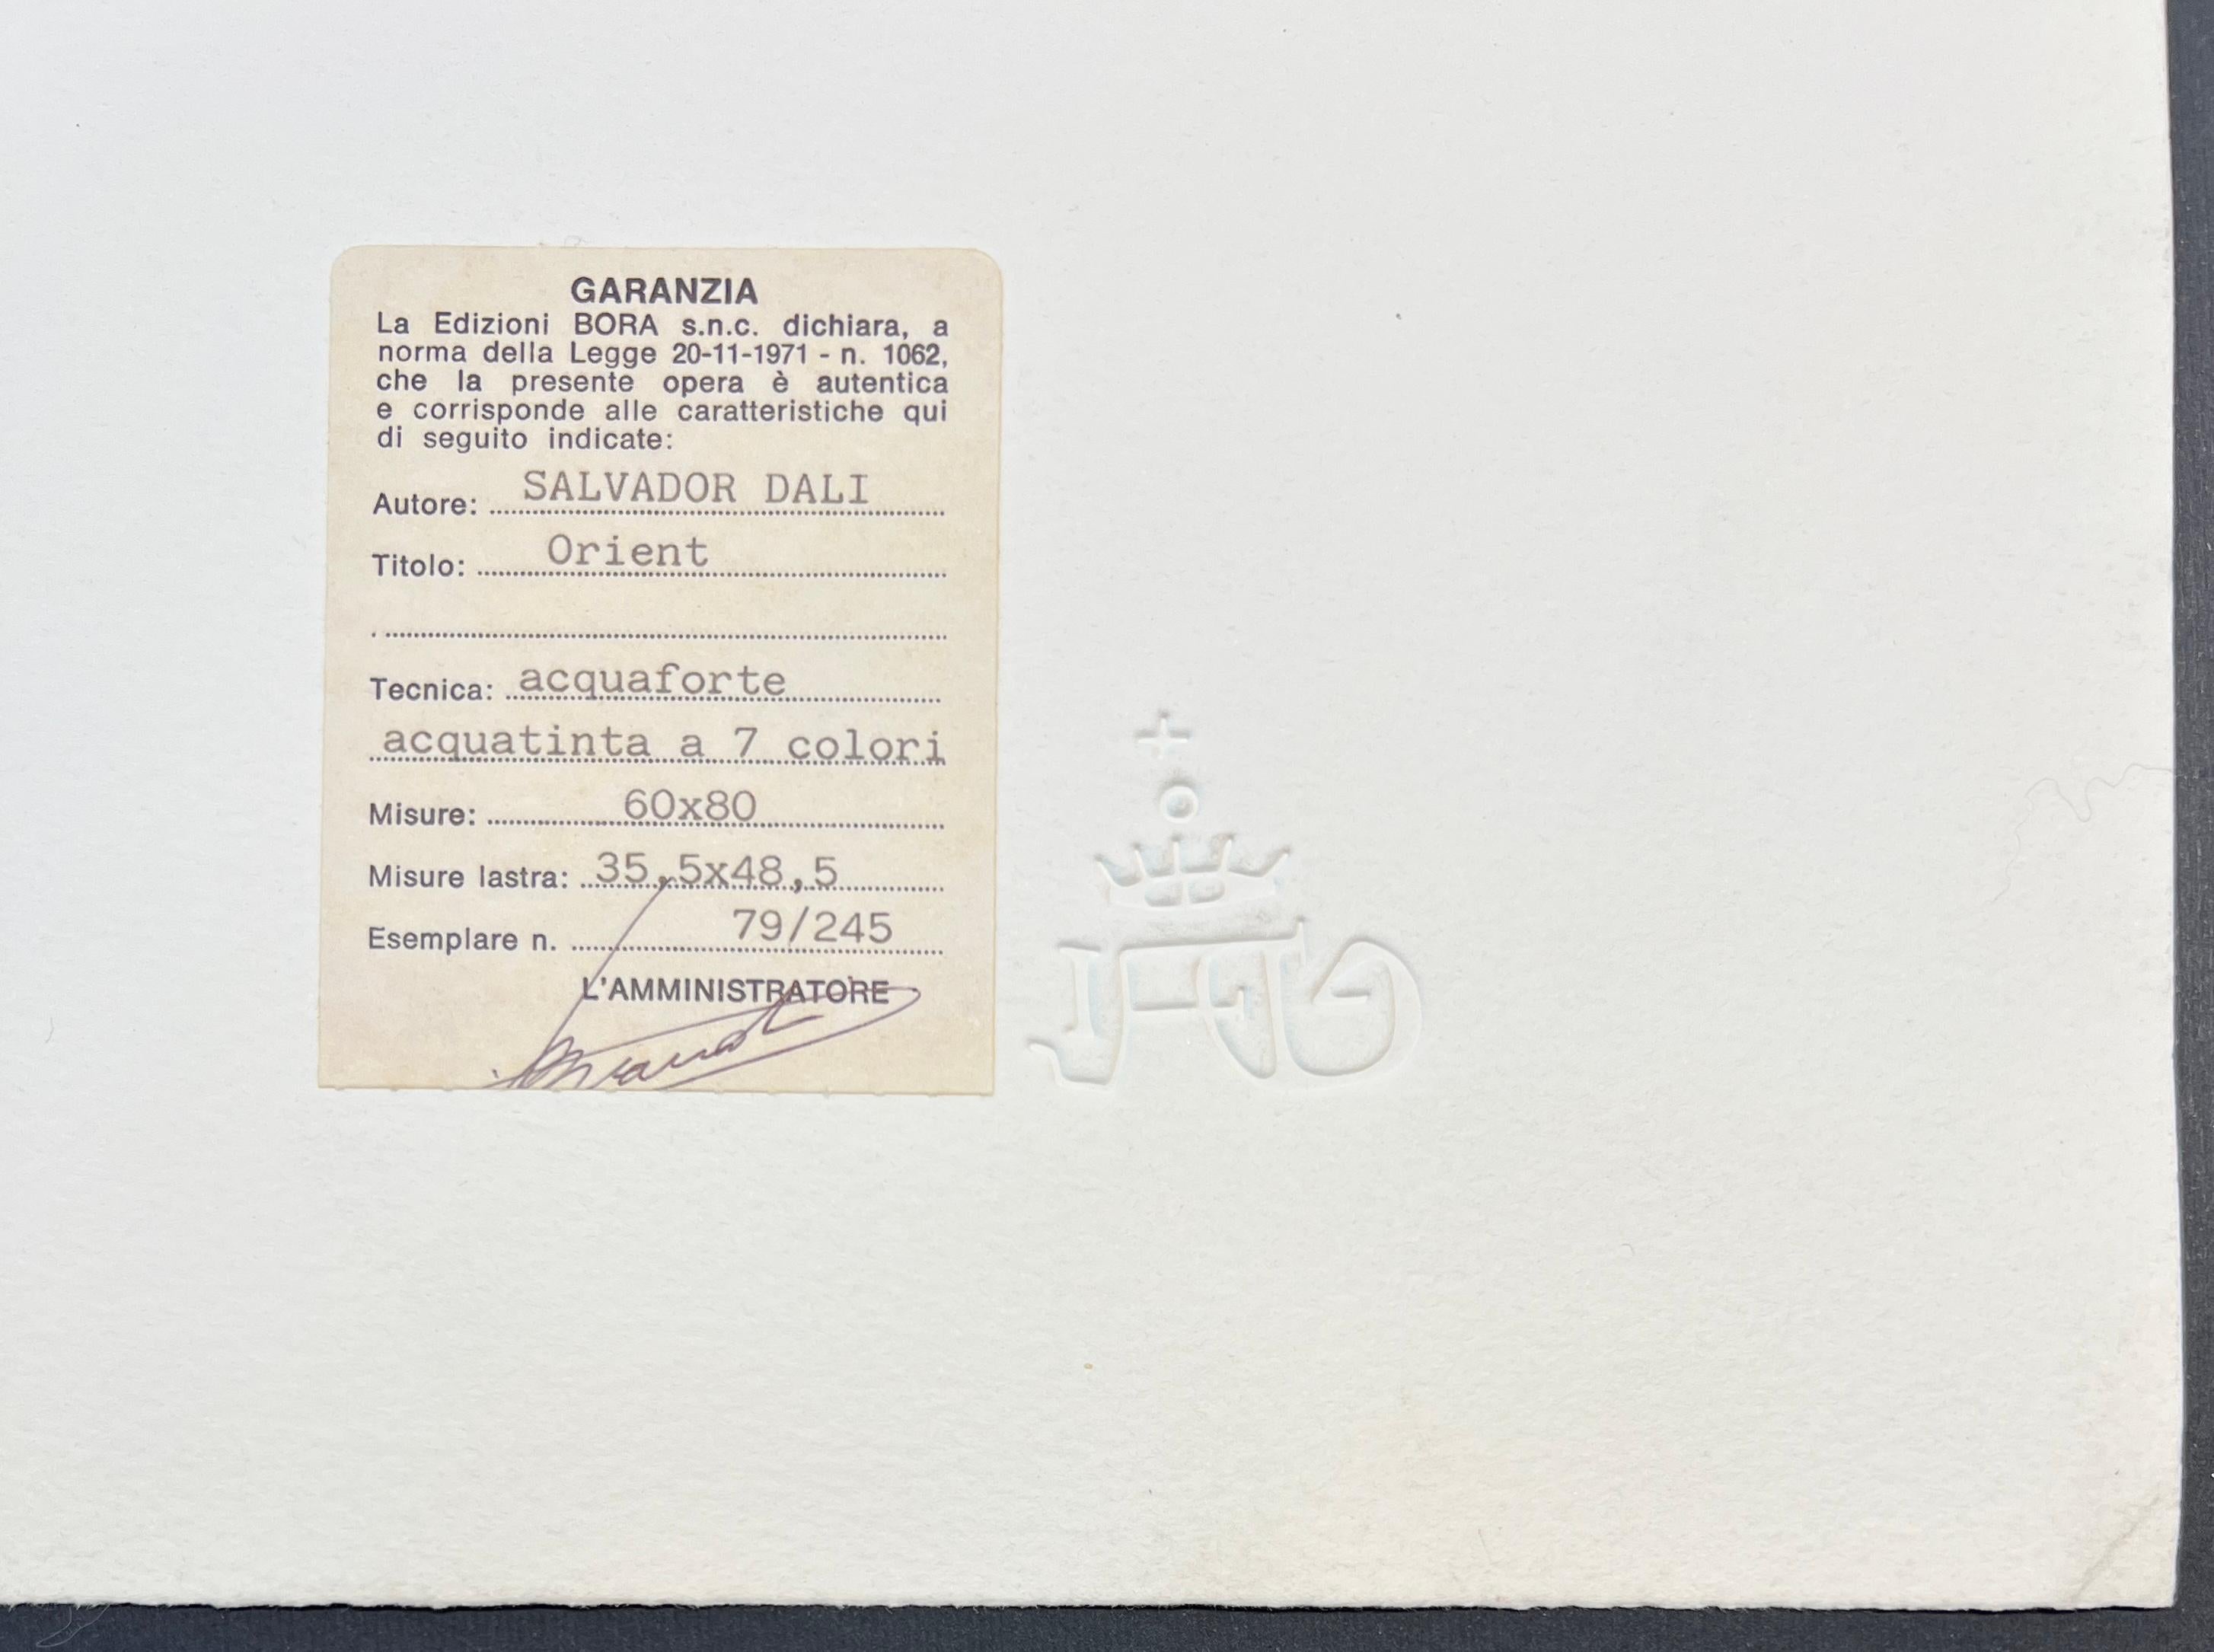 GARANZIA
La Edizioni BORA s.n.c. dichiara, a
norma della Legge 20-11-1971 - n. 1062,
che la presente opera è autentica
e corrisponde alle caratteristiche qui
di seguito indicate:
Autore: SALVADOR DALI
Titolo: Orient
Tecnica: acquaforte
acquatinta a 7 colori
Misure: 60x80
Misure lastra: 35,5x48,5
Esemplare n. 79/245
L'AMMINISTRATORE